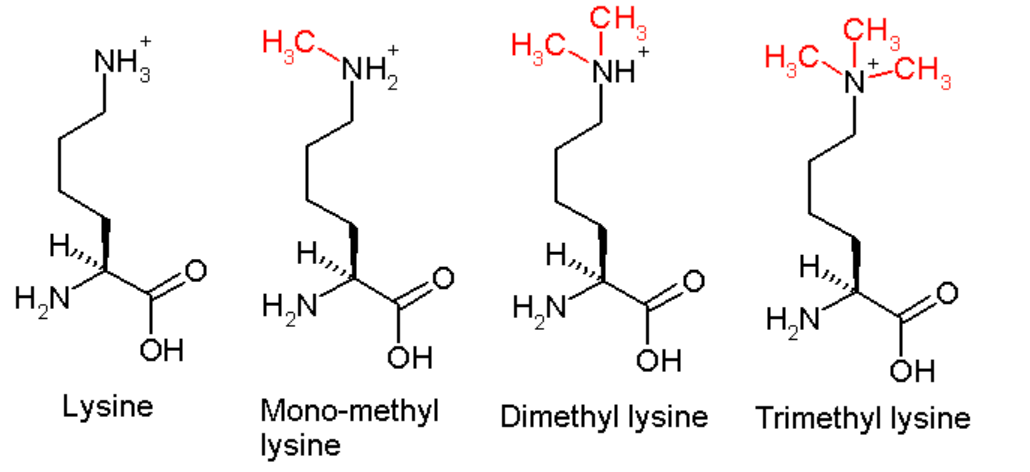 NH3+
H
H2N
O
OH
Lysine
H3C
NH2+
H
H2N
O
OH
Mono-methyl
lysine
CH3
H3C
NH+
H
H2N
O
OH
Dimethyl lysine
CH3
H3C
N+
CH3
H
H2N
O
OH
Trimethyl lysine